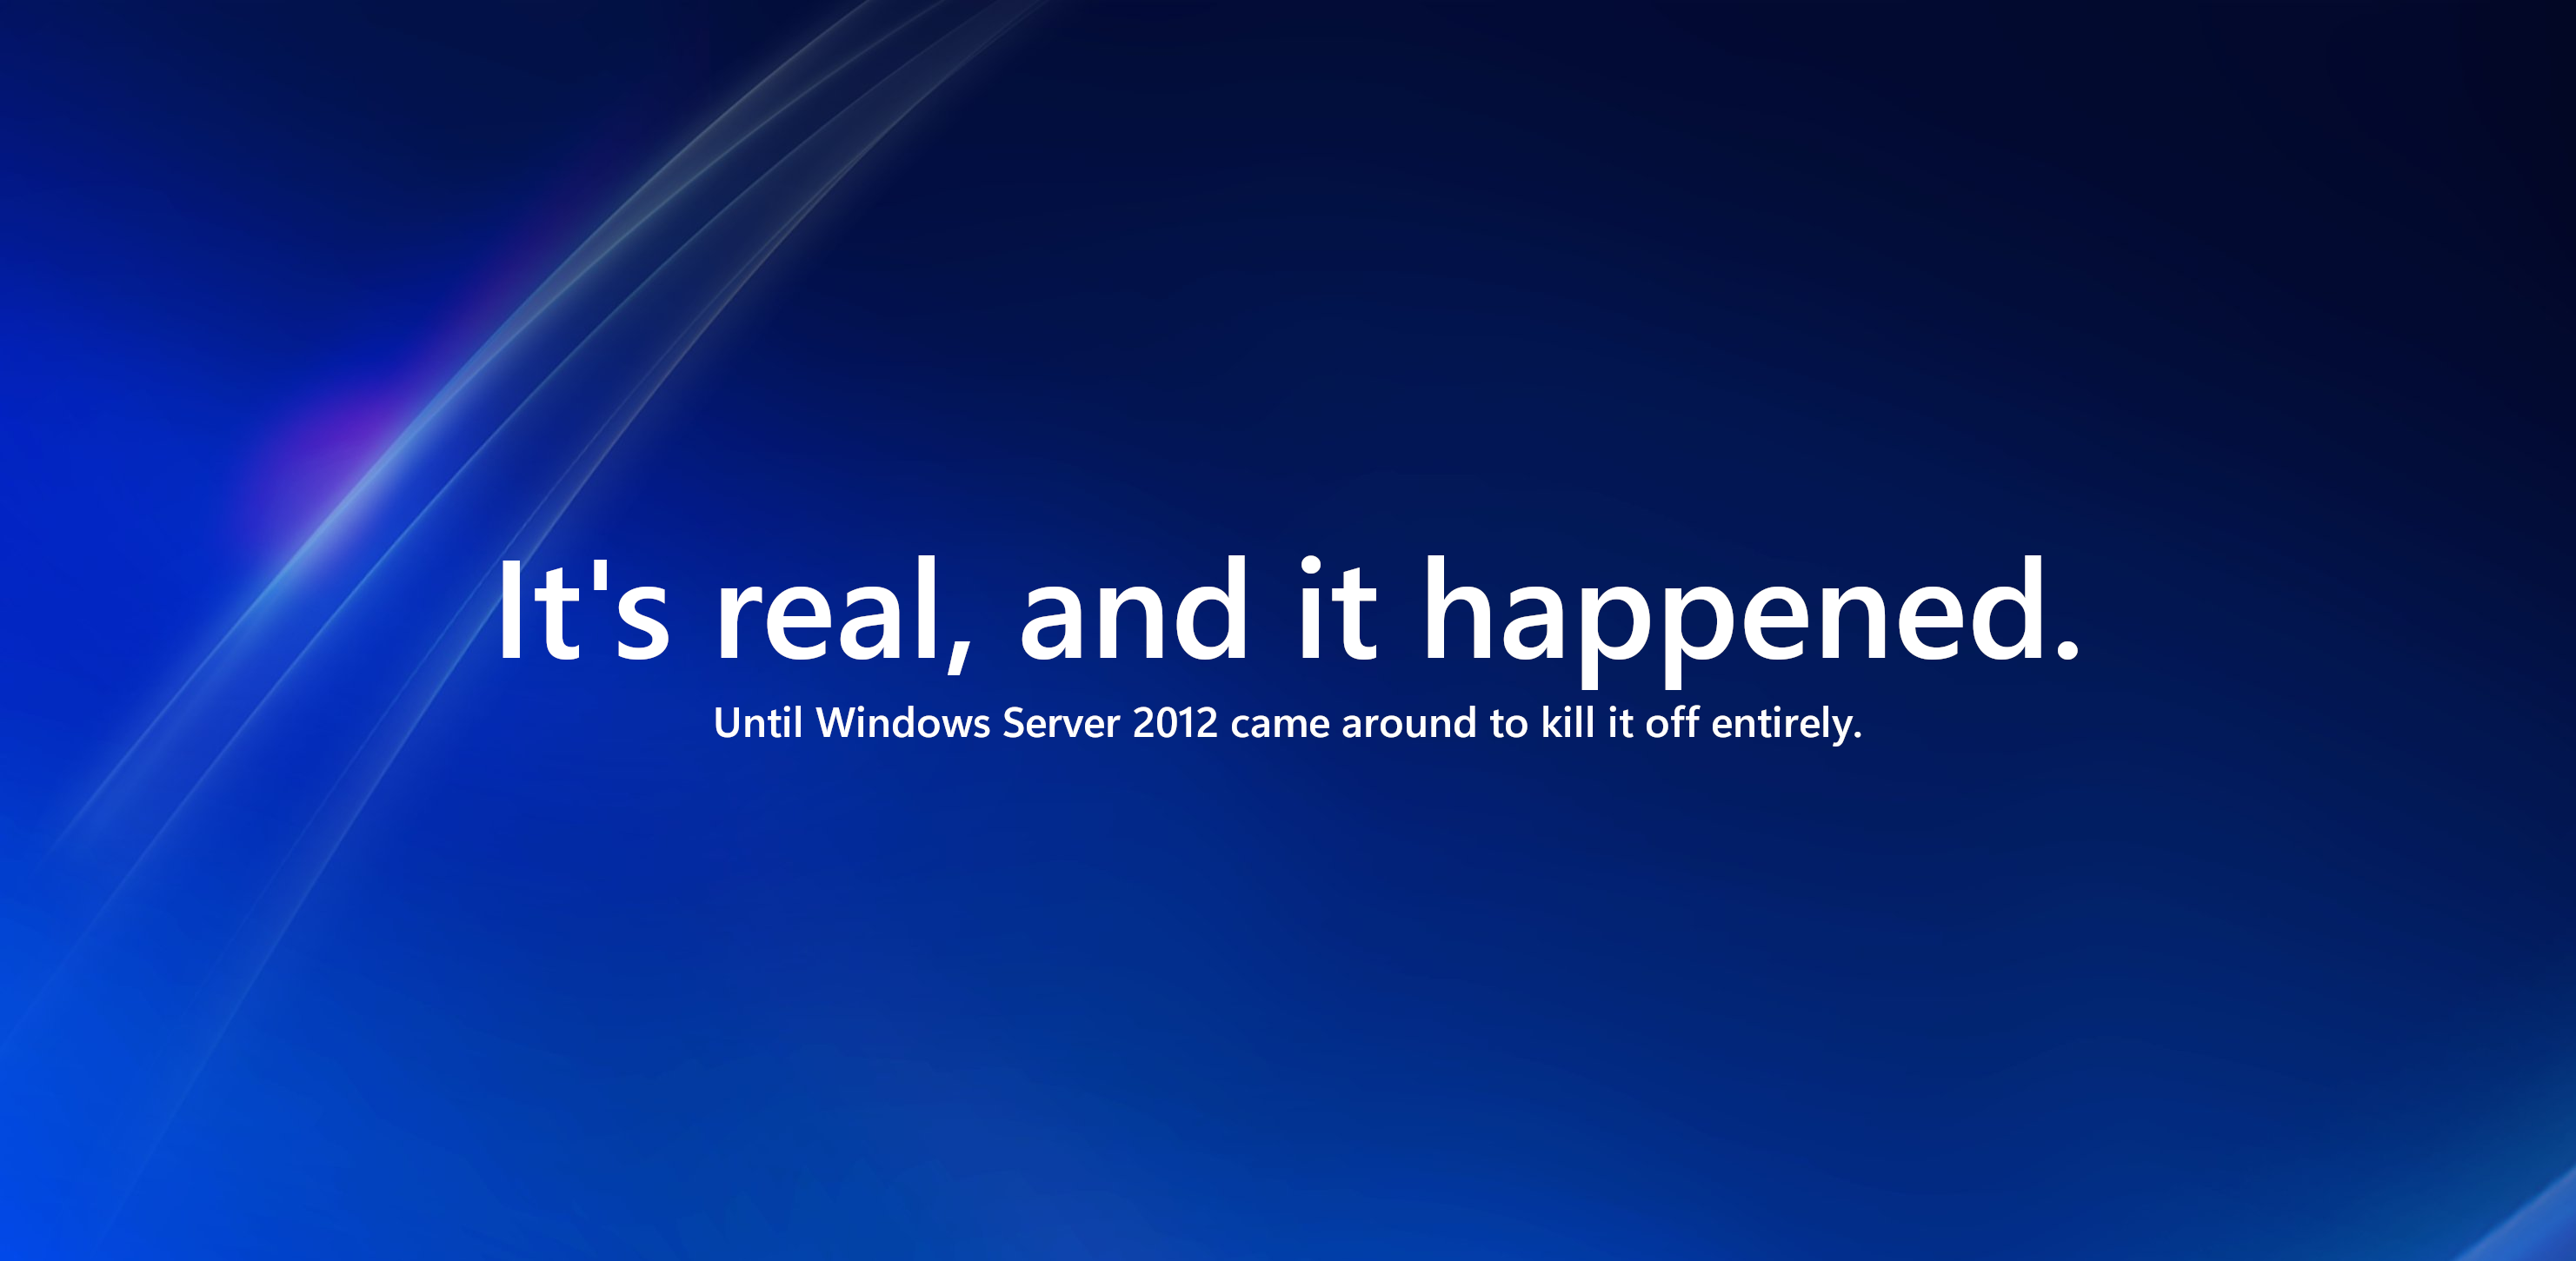 It's real, and it happened.
Until Windows Server 2012 came around to kill it off entirely.